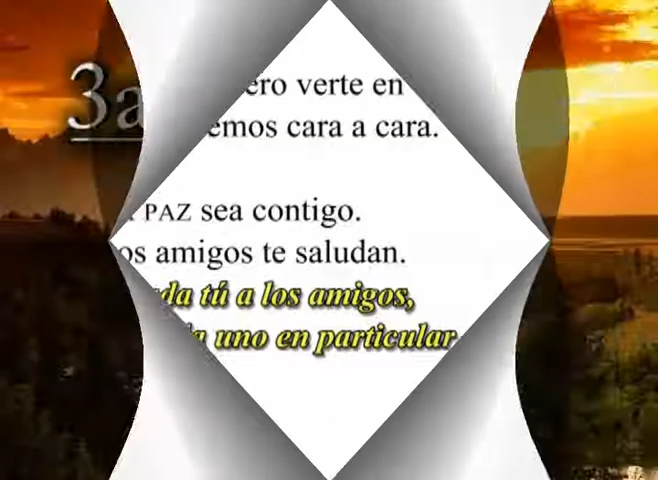 3a
ero verte en
emos cara a cara.
PAZ sea contigo.
os amigos te saludan.
da tú a los amigos,
a uno en particular